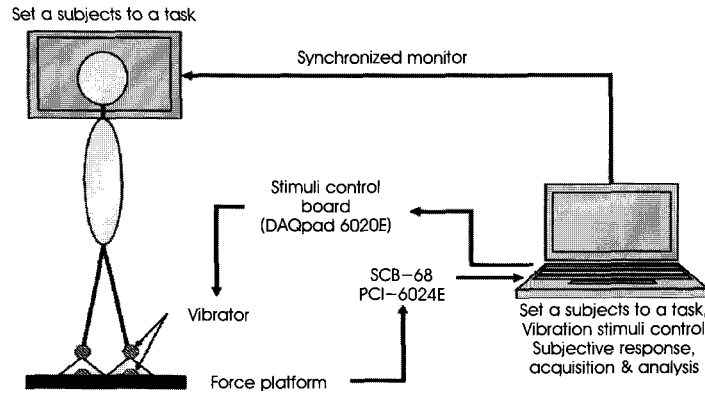 Set a subjects to a task
Synchronized monitor
Stimuli control
board
(DAQpad 6020E)
SCB-68
PCI-6024E
Vibrator
Force platform
Set a subjects to a task,
Vibration stimuli control
Subjective response,
acquisition & analysis